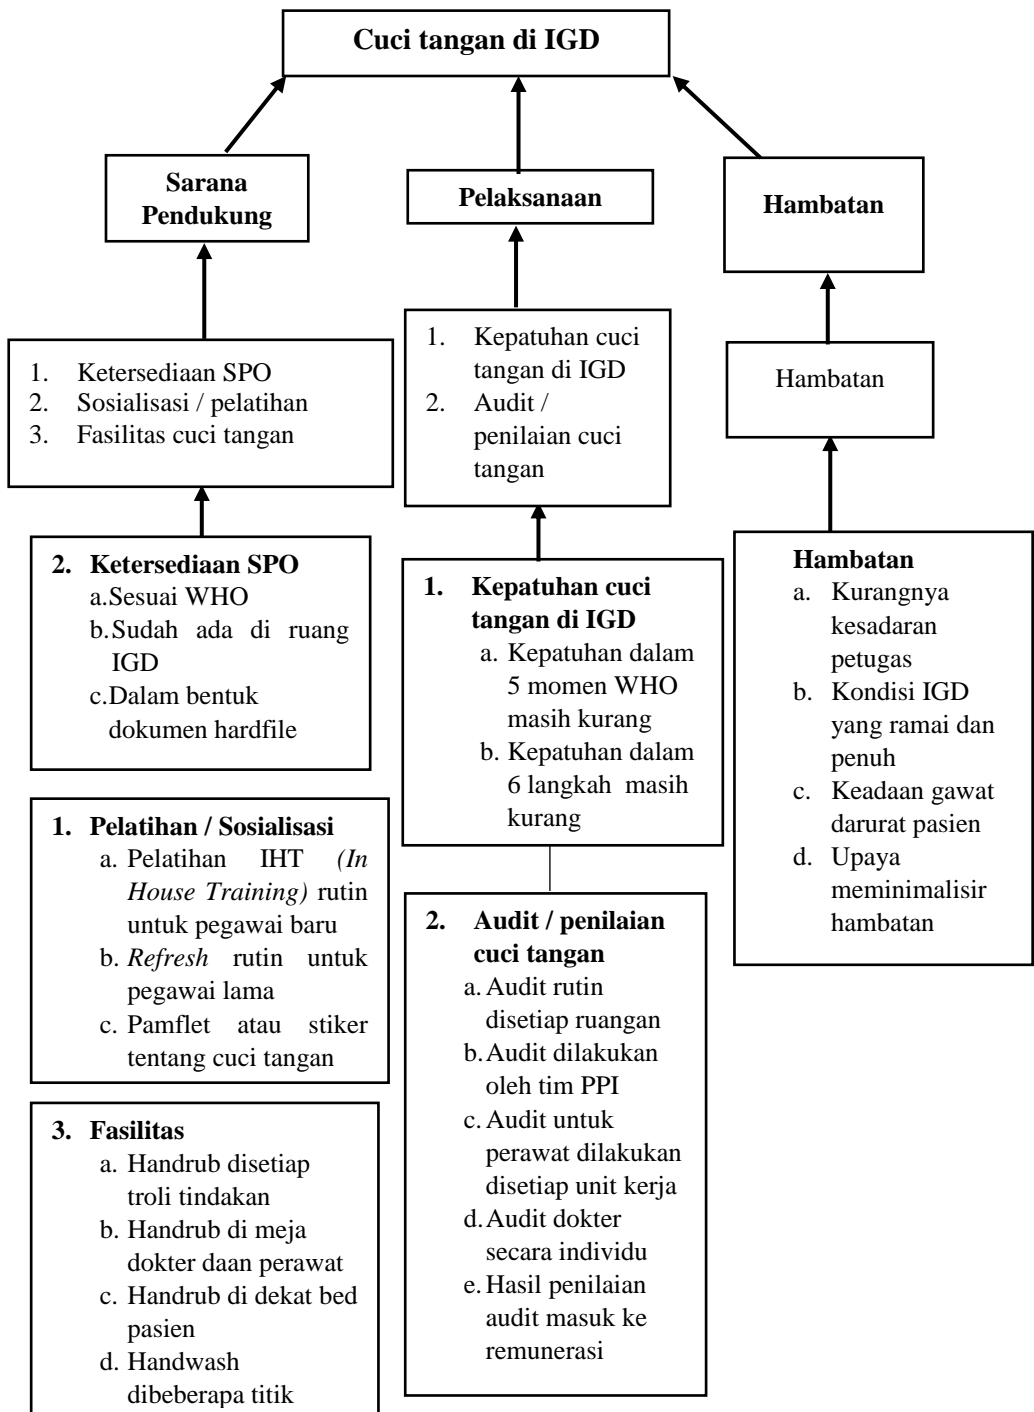 Cuci tangan di IGD
Sarana
Pendukung
Pelaksanaan
Hambatan
1. Ketersediaan SPO
2. Sosialisasi / pelatihan
3. Fasilitas cuci tangan
1. Kepatuhan cuci
tangan di IGD
2. Audit /
penilaian cuci
tangan
Hambatan
2. Ketersediaan SPO
a.Sesuai WHO
b.Sudah ada di ruang
IGD
c.Dalam bentuk
dokumen hardfile
1. Pelatihan / Sosialisasi
a. Pelatihan IHT (In
House Training) rutin
untuk pegawai baru
b. Refresh rutin untuk
pegawai lama
c. Pamflet atau stiker
tentang cuci tangan
3. Fasilitas
a. Handrub disetiap
troli tindakan
b. Handrub di meja
dokter daan perawat
c. Handrub di dekat bed
pasien
d. Handwash
dibeberapa titik
1. Kepatuhan cuci
tangan di IGD
a. Kepatuhan dalam
5 momen WHO
masih kurang
b. Kepatuhan dalam
6 langkah masih
kurang
2. Audit / penilaian
cuci tangan
a. Audit rutin
disetiap ruangan
b. Audit dilakukan
oleh tim PPI
c. Audit untuk
perawat dilakukan
disetiap unit kerja
d. Audit dokter
secara individu
e. Hasil penilaian
audit masuk ke
remunerasi
Hambatan
a. Kurangnya
kesadaran
petugas
b. Kondisi IGD
yang ramai dan
penuh
c. Keadaan gawat
darurat pasien
d. Upaya
meminimalisir
hambatan